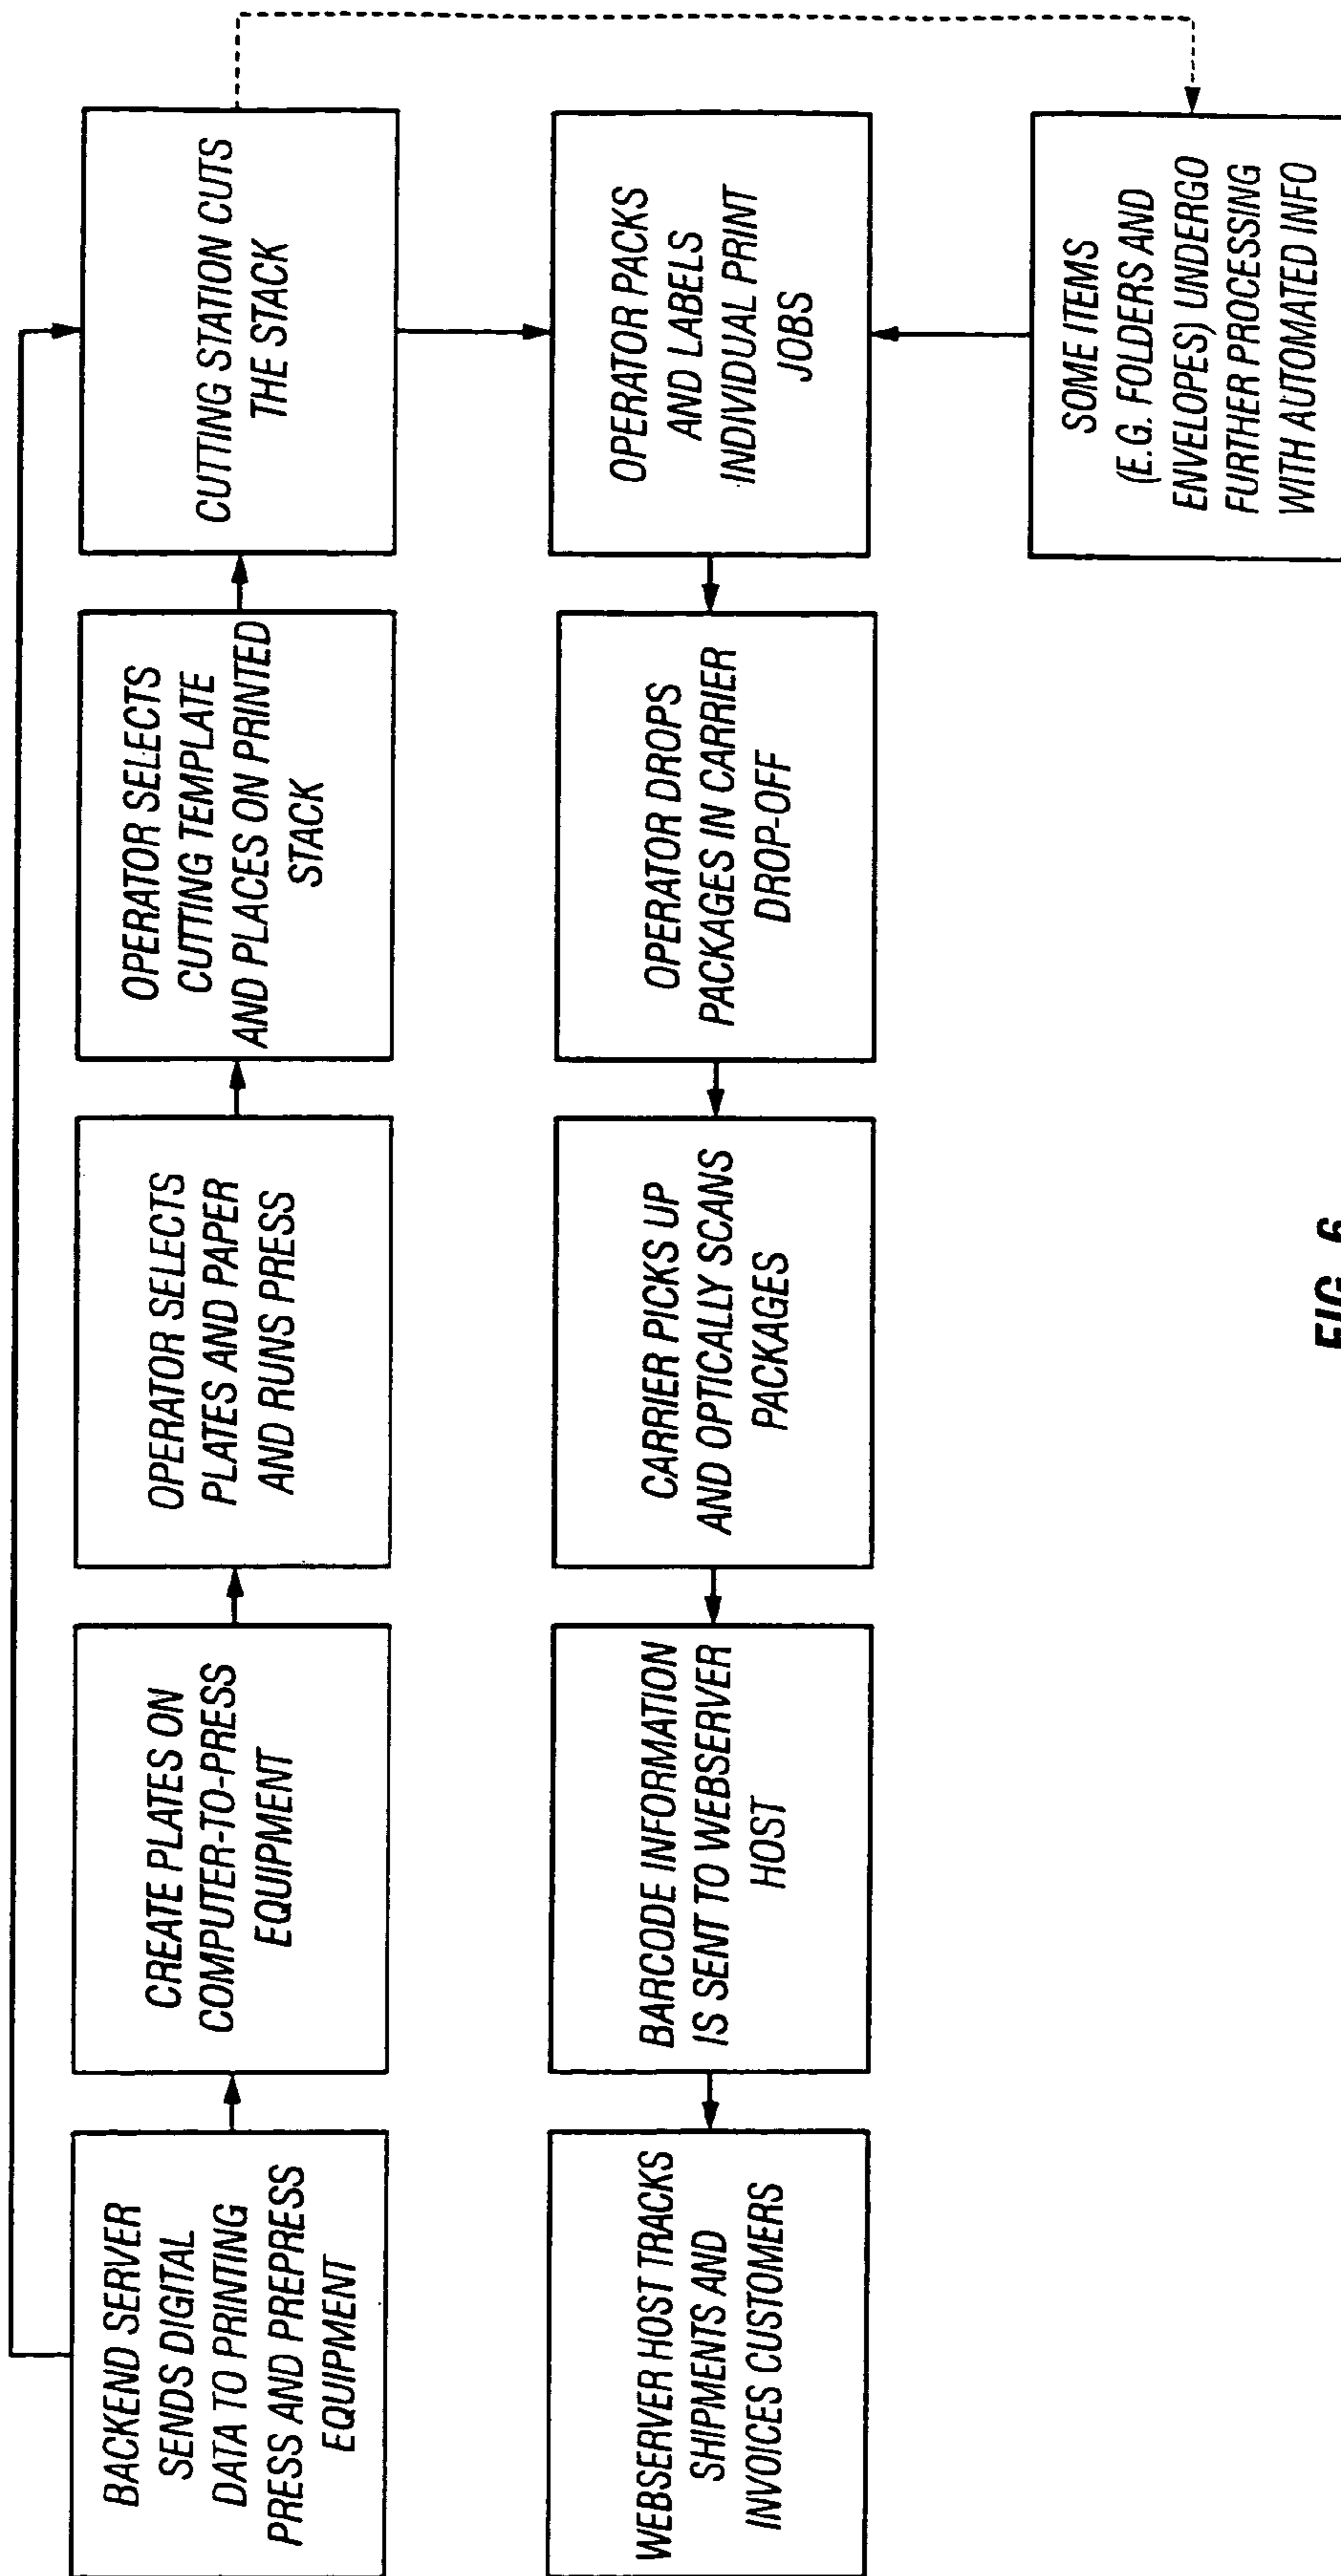 BACKEND SERVER
SENDS DIGITAL
DATA TO PRINTING
PRESS AND PREPRESS
EQUIPMENT
CREATE PLATES ON
COMPUTER-TO-PRESS
EQUIPMENT
OPERATOR SELECTS
PLATES AND PAPER
AND RUNS PRESS
OPERATOR SELECTS
CUTTING TEMPLATE
AND PLACES ON PRINTED
STACK
CUTTING STATION CUTS
THE STACK
WEBSERVER HOST TRACKS
SHIPMENTS AND
INVOICES CUSTOMERS
BARCODE INFORMATION
IS SENT TO WEBSERVER
HOST
CARRIER PICKS UP
AND OPTICALLY SCANS
PACKAGES
OPERATOR DROPS
PACKAGES IN CARRIER
DROP-OFF
OPERATOR PACKS
AND LABELS
INDIVIDUAL PRINT
JOBS
SOME ITEMS
(E.G. FOLDERS AND
ENVELOPES) UNDERGO
FURTHER PROCESSING
WITH AUTOMATED INFO
FIG. 6